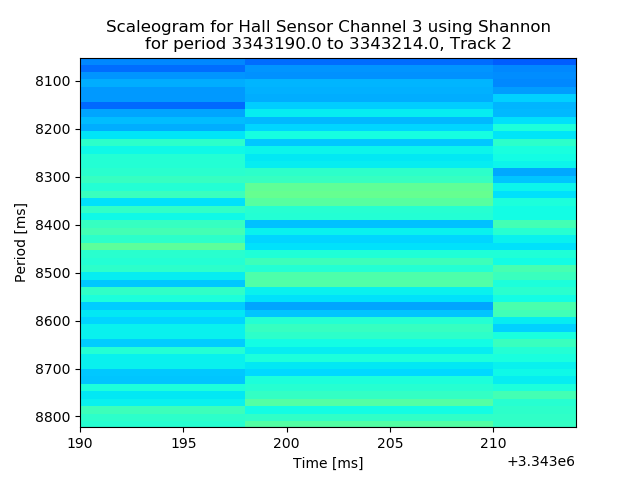 Scaleogram for Hall Sensor Channel 3 using Shannon
for period 3343190.0 to 3343214.0, Track 2
Period [ms]
8100
8200
8300
8400
8500
8600
8700
8800
190 195 200 205 210
Time [ms]
+3.343e6